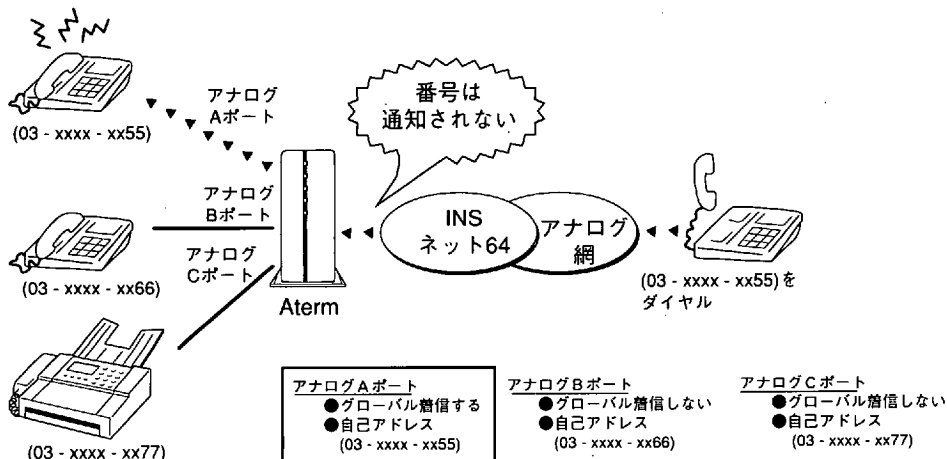 番号は
通知されない
アナログ
Aポート
(03 - xxxx - xx55)
アナログ
Bポート
INS
ネット64
アナログ
網
アナログ
Cポート
(03 - xxxx - xx66)
Aterm
(03 - xxxx - xx55)を
ダイヤル
(03 - xxxx - xx77)
アナログAポート
●グローバル着信する
●自己アドレス
(03 - xxxx - xx55)
アナログBポート
●グローバル着信しない
●自己アドレス
(03 - xxxx - xx66)
アナログCポート
●グローバル着信しない
●自己アドレス
(03 - xxxx - xx77)